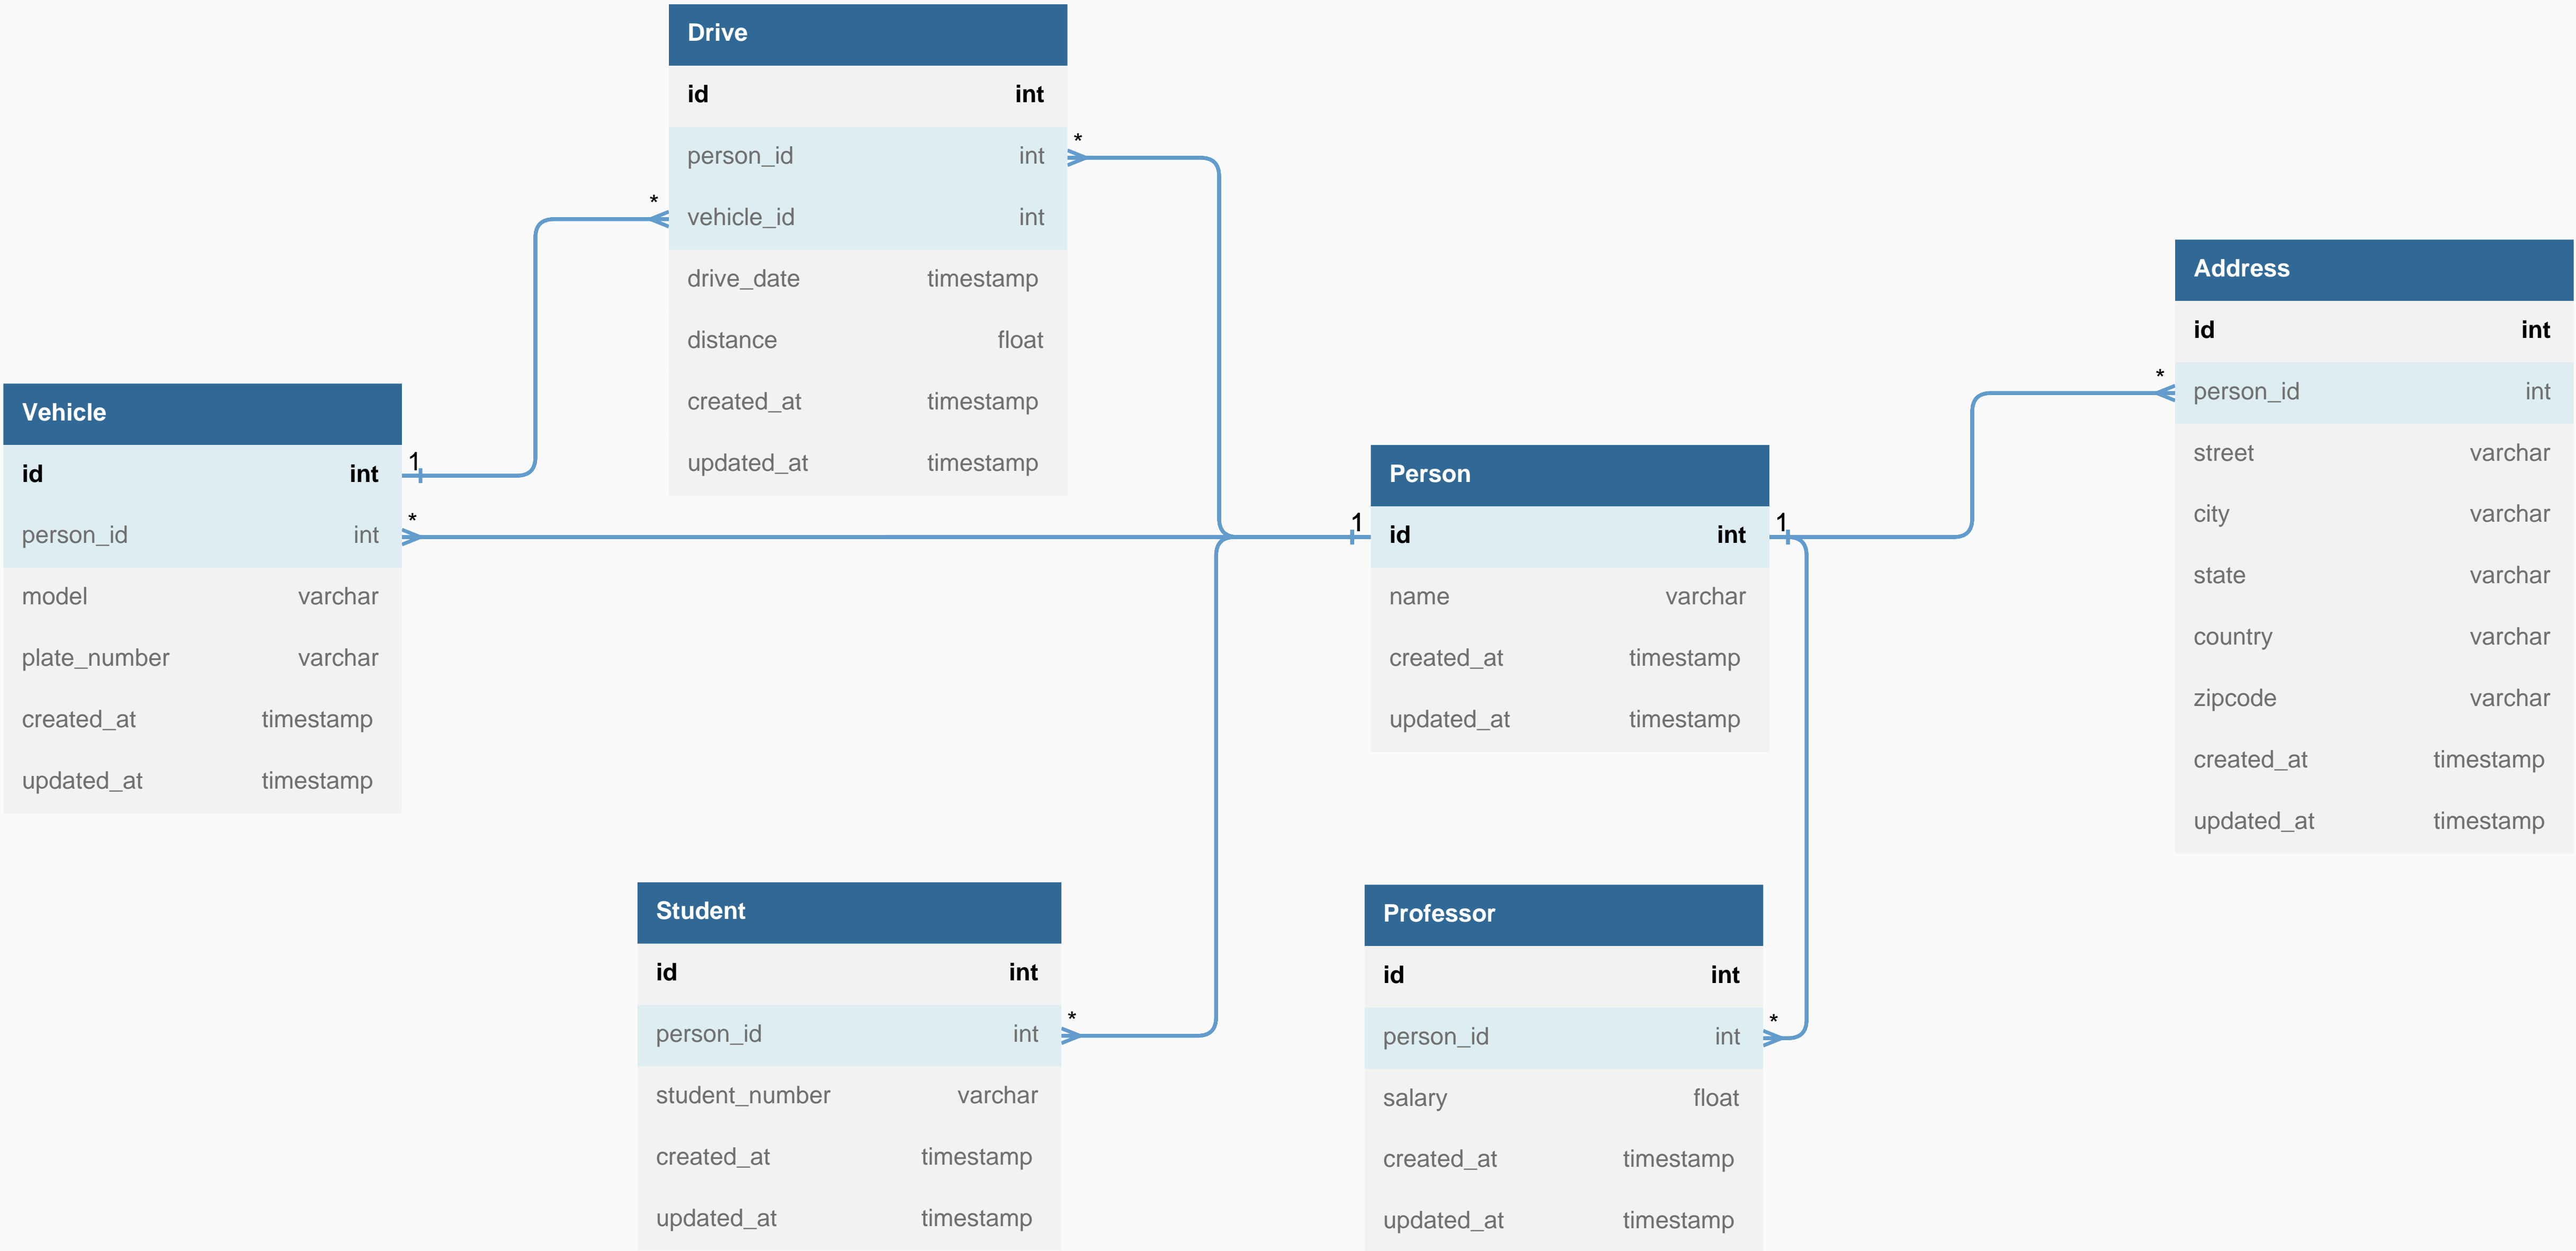 Drive
id int
person_id int
vehicle_id int
drive_date timestamp
distance float
created_at timestamp
updated_at timestamp
*
*
Vehicle
id int
person_id int
model varchar
plate_number varchar
created_at timestamp
updated_at timestamp
1
*
Person
id int
name varchar
created_at timestamp
updated_at timestamp
1
1
Address
id int
person_id int
street varchar
city varchar
state varchar
country varchar
zipcode varchar
created_at timestamp
updated_at timestamp
*
Student
id int
person_id int
student_number varchar
created_at timestamp
updated_at timestamp
*
Professor
id int
person_id int
salary float
created_at timestamp
updated_at timestamp
*